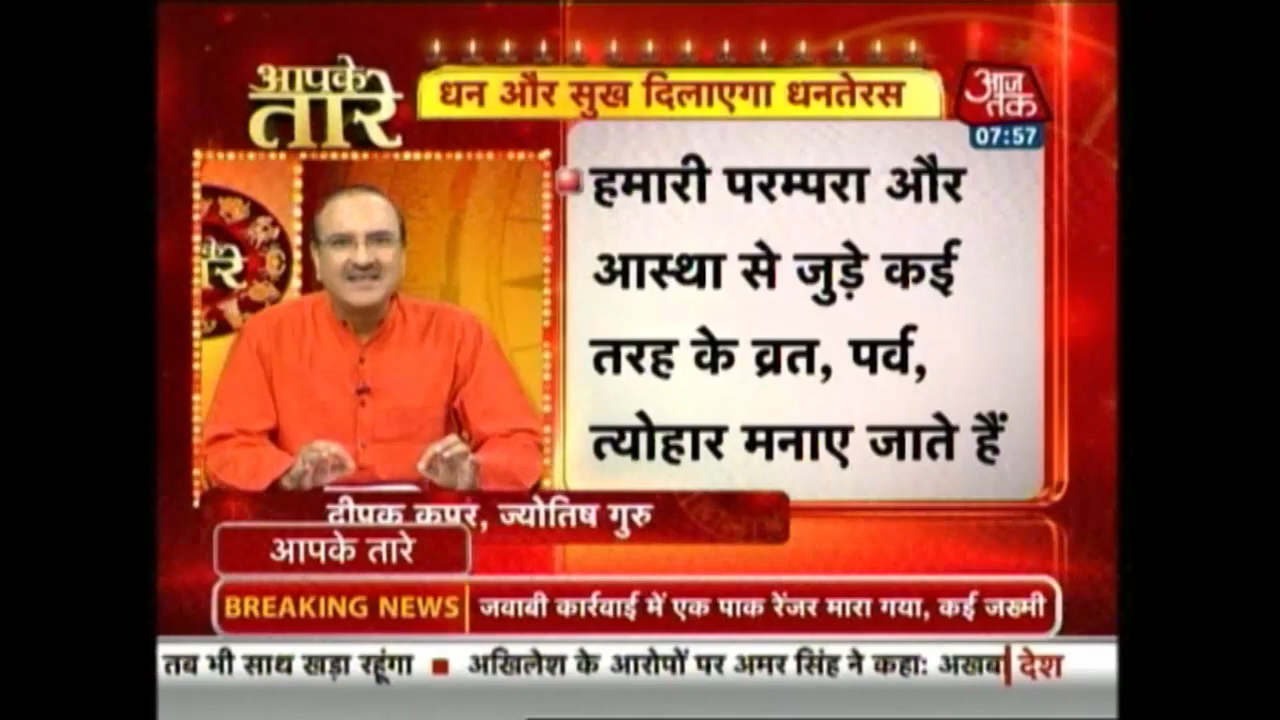 आपके
तारे
धन और सुख दिलाएगा धनतेरस
आज
तक
07:57
हमारी परम्परा और
आस्था से जुड़े कई
तरह के व्रत, पर्व,
त्योहार मनाए जाते हैं
रे
दीपक कपूर, ज्योतिष गुरु
आपके तारे
BREAKING NEWS जवाबी कार्रवाई में एक पाक रेंजर मारा गया, कई जख्मी
तब भी साथ खड़ा रहूंगा ■ अखिलेश के आरोपों पर अमर सिंह ने कहा: अखब देश